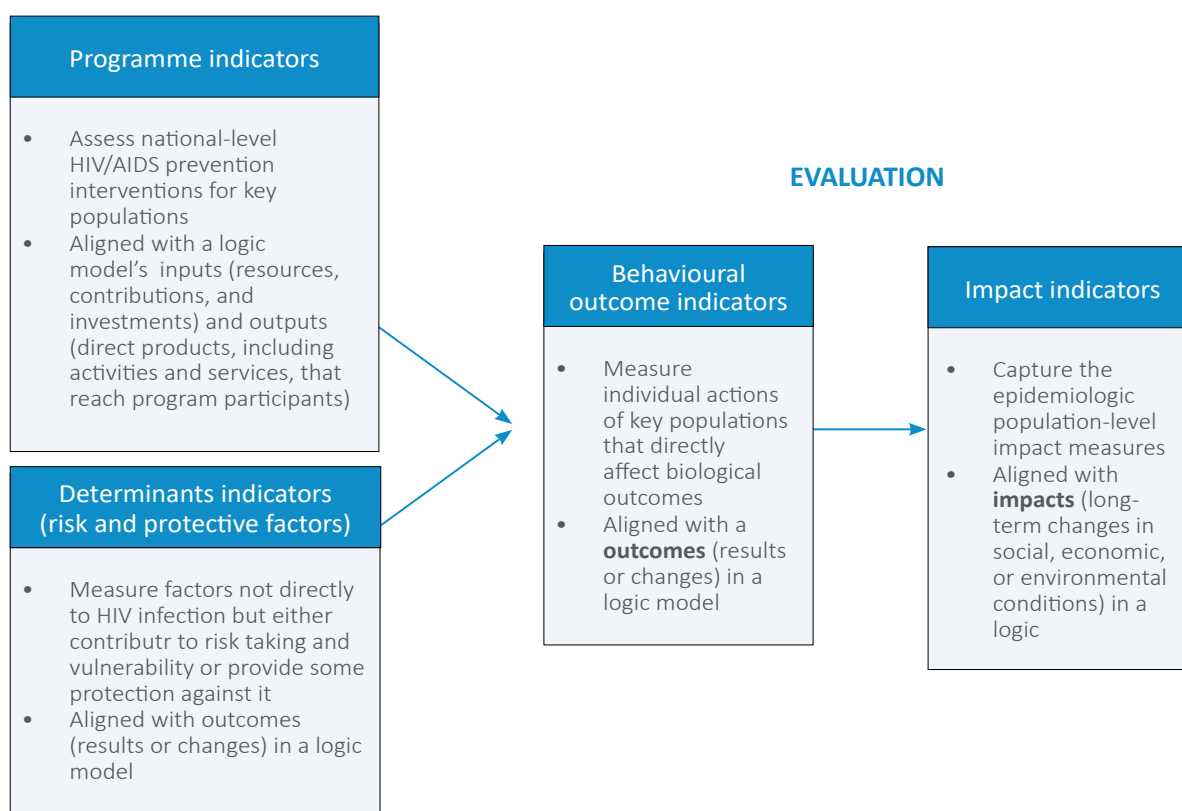 Programme indicators
• Assess national-level
HIV/AIDS prevention
interventions for key
populations
• Aligned with a logic
model's  inputs (resources,
contributions, and
investments) and outputs
(direct products, including
activities and services, that
reach program participants)
Determinants indicators
(risk and protective factors)
• Measure factors not directly
to HIV infection but either
contributr to risk taking and
vulnerability or provide some
protection against it
• Aligned with outcomes
(results or changes) in a logic
model
EVALUATION
Behavioural
outcome indicators
• Measure
individual actions
of key populations
that directly
affect biological
outcomes
• Aligned with a
outcomes (results
or changes) in a
logic model
Impact indicators
• Capture the
epidemiologic
population-level
impact measures
• Aligned with
impacts (long-
term changes in
social, economic,
or environmental
conditions) in a
logic